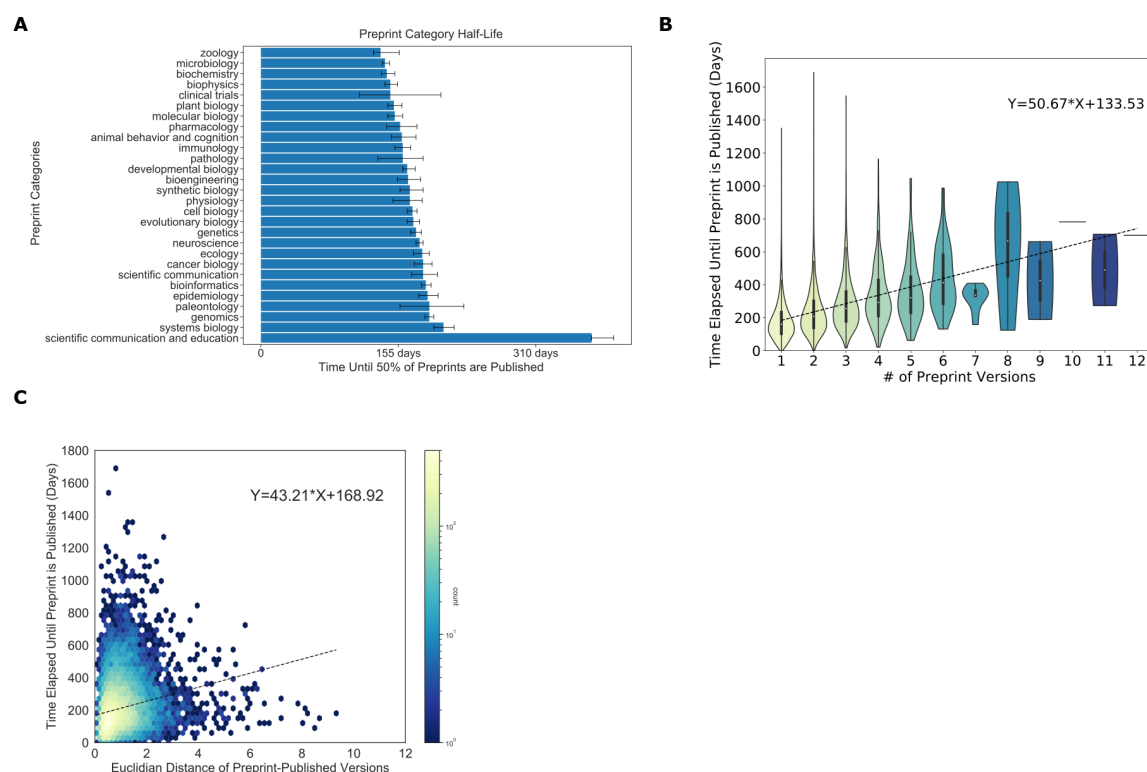 A
Preprint Category Half-Life
Preprint Categories
zoology
microbiology
biochemistry
biophysics
clinical trials
plant biology
molecular biology
pharmacology
animal behavior and cognition
immunology
pathology
developmental biology
bioengineering
synthetic biology
physiology
cell biology
evolutionary biology
genetics
neuroscience
ecology
cancer biology
scientific communication
bioinformatics
epidemiology
paleontology
genomics
systems biology
scientific communication and education
0 155 days 310 days
Time Until 50% of Preprints are Published
B
Time Elapsed Until Preprint is Published (Days)
1600
1400
1200
1000
800
600
400
200
0
Y=50.67*X+133.53
1 2 3 4 5 6 7 8 9 10 11 12
# of Preprint Versions
C
Time Elapsed Until Preprint is Published (Days)
1800
1600
1400
1200
1000
800
600
400
200
0
Y=43.21*X+168.92
0 2 4 6 8 10 12
Euclidian Distance of Preprint-Published Versions
10²
10¹
10⁰
count